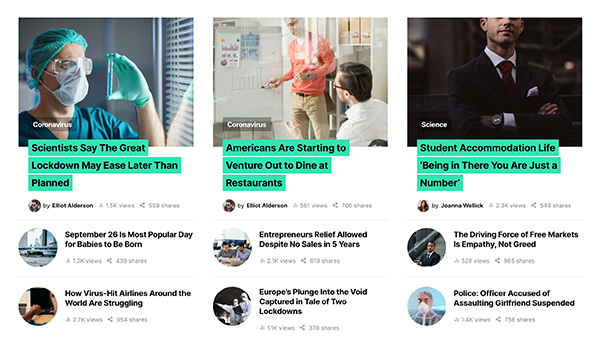 Coronavirus
Scientists Say The Great
Lockdown May Ease Later Than
Planned
by Elliot Alderson 1.5K views 559 shares
September 26 Is Most Popular Day
for Babies to Be Born
1.2K views 439 shares
How Virus-Hit Airlines Around the
World Are Struggling
2.7K views 954 shares
Coronavirus
Americans Are Starting to
Venture Out to Dine at
Restaurants
by Elliot Alderson 561 views 706 shares
Entrepreneurs Relief Allowed
Despite No Sales in 5 Years
2.1K views 619 shares
Europe's Plunge Into the Void
Captured in Tale of Two
Lockdowns
1.1K views 376 shares
Science
Student Accommodation Life
'Being in There You Are Just a
Number'
by Joanna Wellick 2.3K views 549 shares
The Driving Force of Free Markets
Is Empathy, Not Greed
528 views 965 shares
Police: Officer Accused of
Assaulting Girlfriend Suspended
1.4K views 756 shares